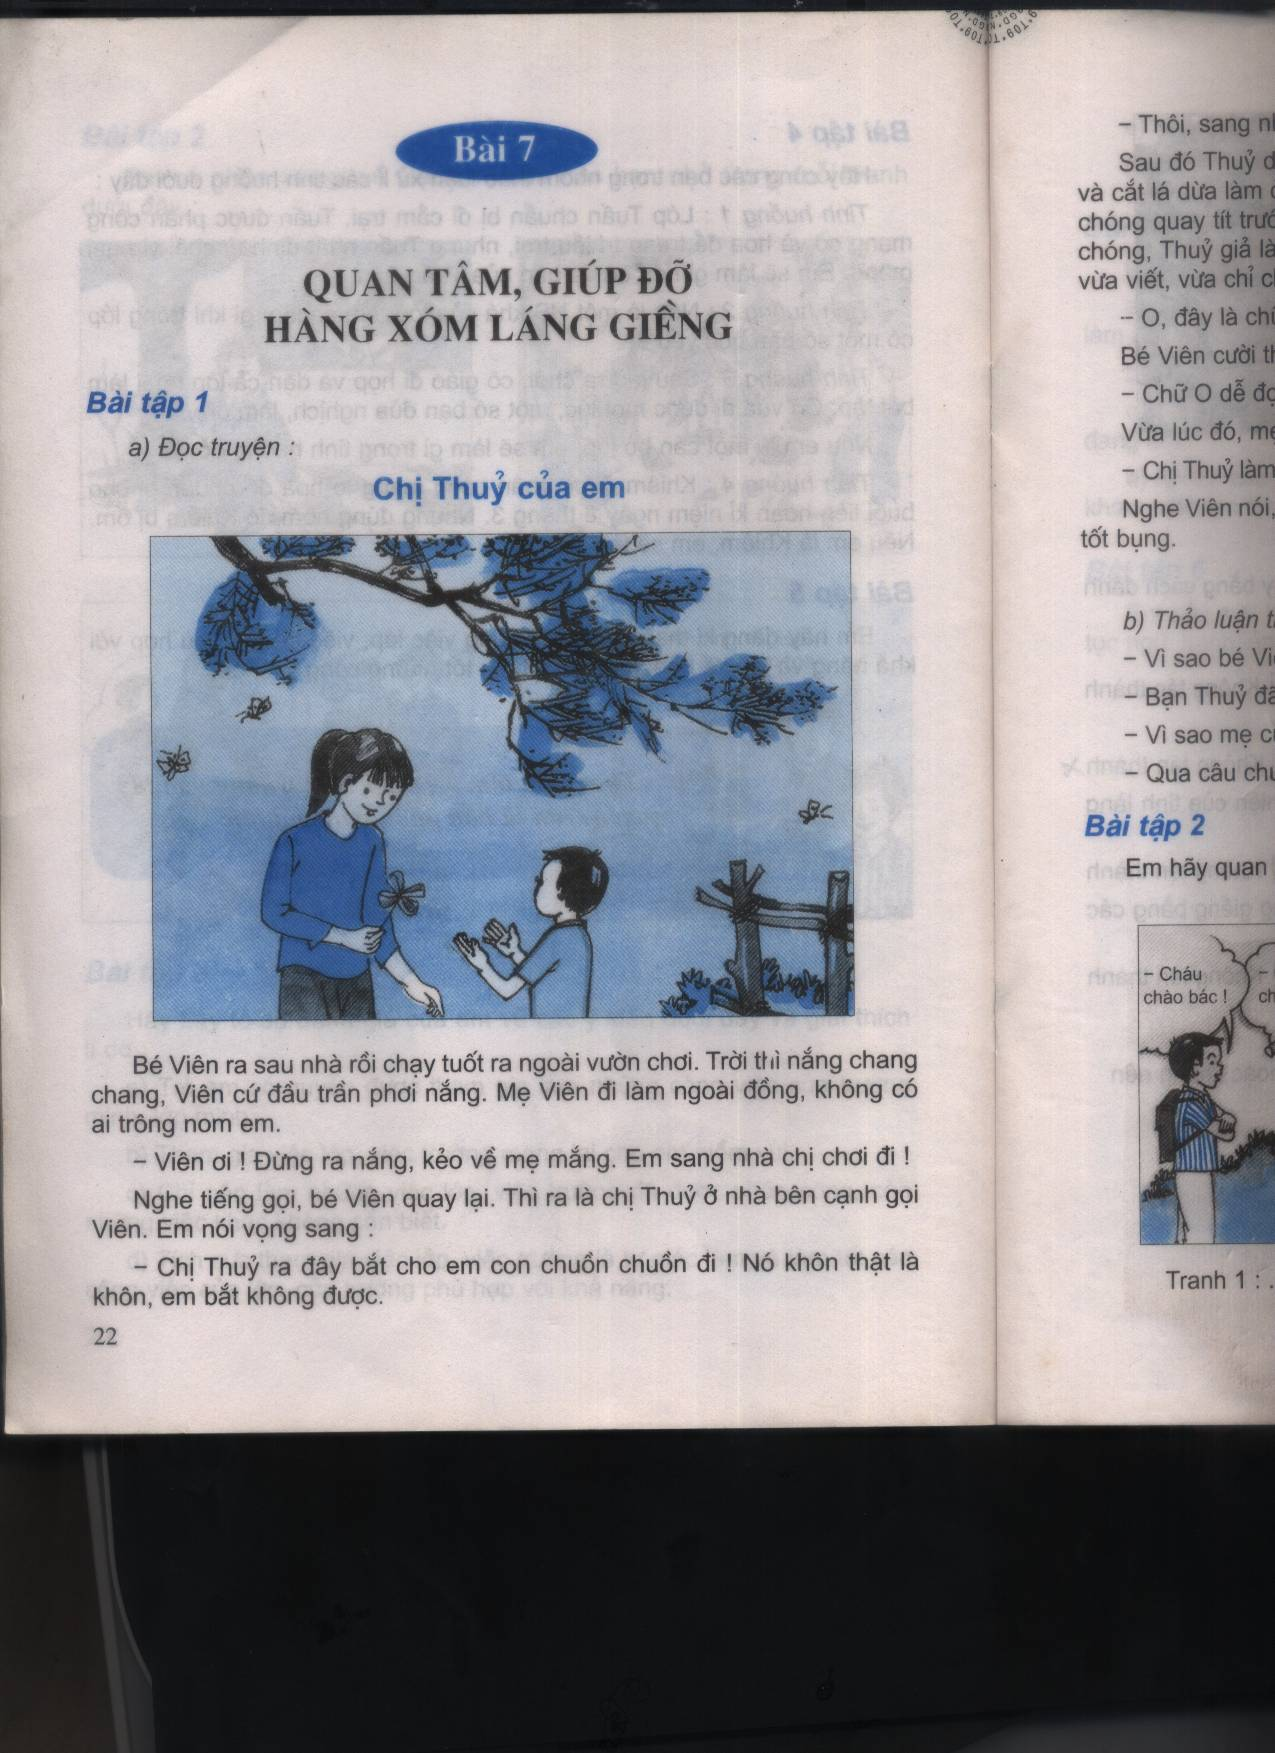 Bài 7
QUAN TÂM, GIÚP ĐỠ
HÀNG XÓM LÁNG GIỀNG
Bài tập 1
a) Đọc truyện :
Chị Thuỷ của em
Bé Viên ra sau nhà rồi chạy tuốt ra ngoài vườn chơi. Trời thì nắng chang
chang, Viên cứ đầu trần phơi nắng. Mẹ Viên đi làm ngoài đồng, không có
ai trông nom em.
– Viên ơi ! Đừng ra nắng, kẻo về mẹ mắng. Em sang nhà chị chơi đi !
Nghe tiếng gọi, bé Viên quay lại. Thì ra là chị Thuỷ ở nhà bên cạnh gọi
Viên. Em nói vọng sang :
– Chị Thuỷ ra đây bắt cho em con chuồn chuồn đi ! Nó khôn thật là
khôn, em bắt không được.
22
– Thôi, sang
Sau đó Thuỷ
và cắt lá dừa làm
chóng quay tít
chóng, Thuỷ giả
vừa viết, vừa chỉ
– O, đây là
Bé Viên cười
– Chữ O dễ
Vừa lúc đó,
– Chị Thuỷ làm
Nghe Viên nói,
tốt bụng.
b) Thảo luận
– Vì sao bé
– Bạn Thuỷ
– Vì sao mẹ
– Qua câu
Bài tập 2
Em hãy quan
– Cháu
chào bác !
Tranh 1 :